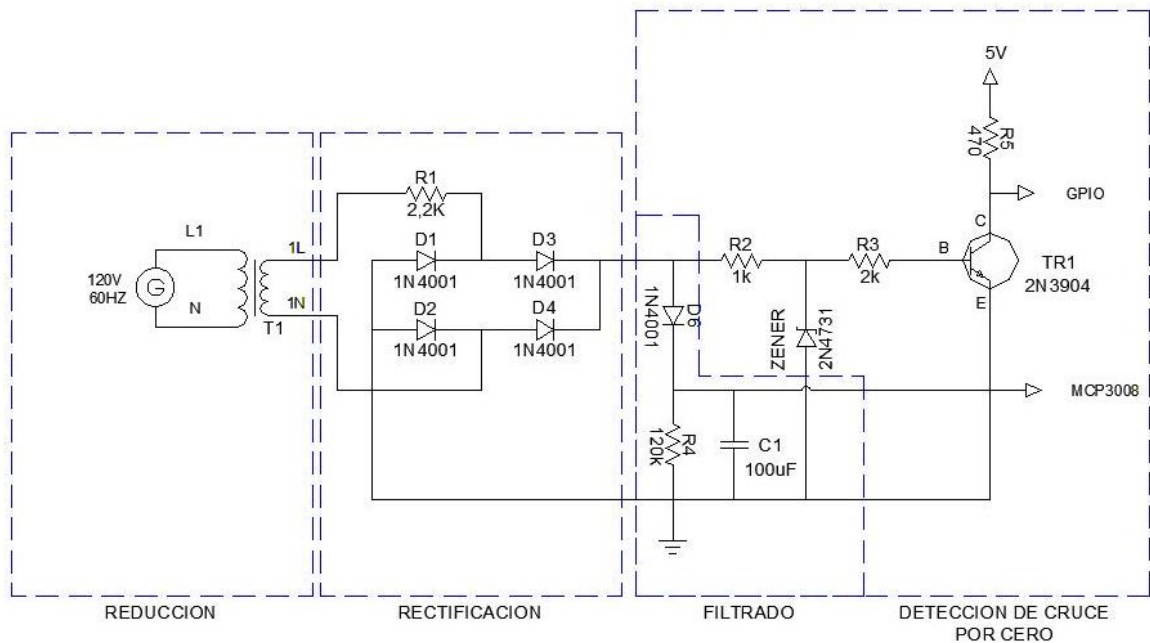 5V
R5
470
GPIO
R1
2,2K
L1
1L
D1
D3
R2
R3
C
B
TR1
2N3904
120V
60HZ
G
1N4001
1N4001
1k
2k
E
N
1N
T1
D2
D4
1N4001
D6
ZENER
2N4731
1N4001
1N4001
MCP3008
R4
120k
C1
100uF
REDUCCION
RECTIFICACION
FILTRADO
DETECCION DE CRUCE
POR CERO